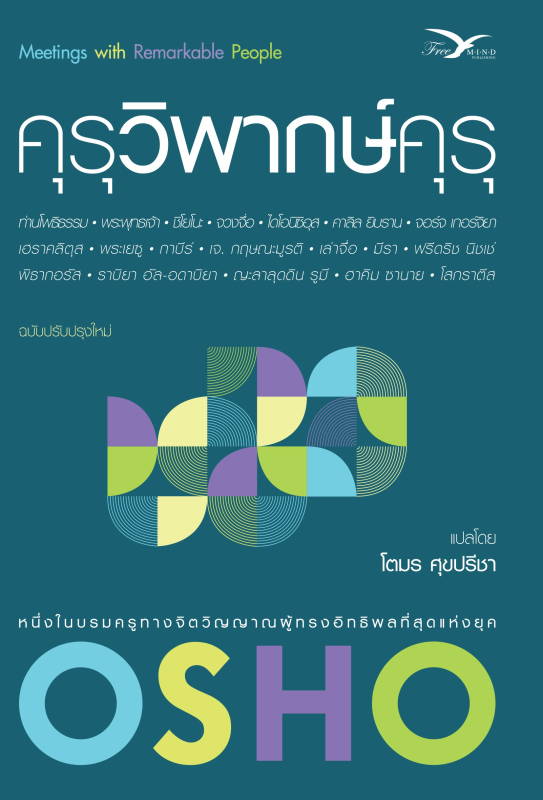 Meetings with Remarkable People
Free M·I·N·D
PUBLISHING
คุรุวิพากษ์คุรุ
ท่านโพธิธรรม • พระพุทธเจ้า • ชิโยโนะ • จวงจื่อ • ไดโอนิซิอุส • คาลิล ยิบราน • จอร์จ เกอร์จิยา
เอราคลิตุส • พระเยซู • กาบีร์ • เจ. กฤษณะมูรติ • เล่าจื่อ • มีรา • ฟรีดริช นิชเช่
พิธากอรัส • ราบิยา อัล-อดาบิยา • ญะลาลุดดิน รูมี • ฮาคิม ซานาย • โสกราตีส
ฉบับปรับปรุงใหม่
แปลโดย
โตมร ศุขปรีชา
หนึ่งในบรมครูทางจิตวิญญาณผู้ทรงอิทธิพลที่สุดแห่งยุค
OSHO